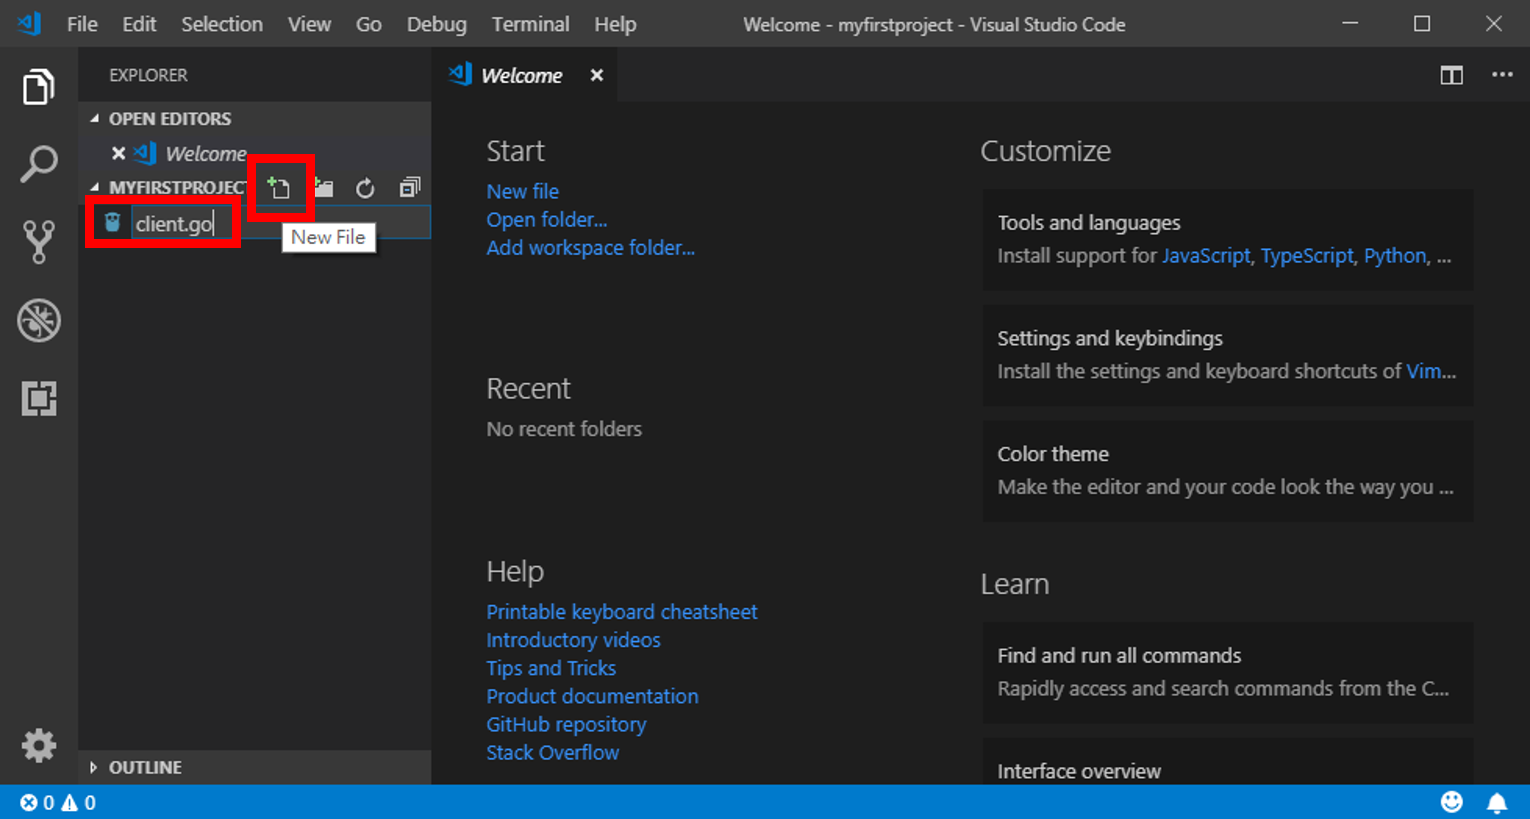 File Edit Selection View Go Debug Terminal Help Welcome - myfirstproject - Visual Studio Code
EXPLORER
Welcome
OPEN EDITORS
Welcome
MYFIRSTPROJECT
client.go
New File
OUTLINE
Start
New file
Open folder...
Add workspace folder...
Recent
No recent folders
Help
Printable keyboard cheatsheet
Introductory videos
Tips and Tricks
Product documentation
GitHub repository
Stack Overflow
Customize
Tools and languages
Install support for JavaScript, TypeScript, Python, ...
Settings and keybindings
Install the settings and keyboard shortcuts of Vim...
Color theme
Make the editor and your code look the way you ...
Learn
Find and run all commands
Rapidly access and search commands from the C...
Interface overview
0 0